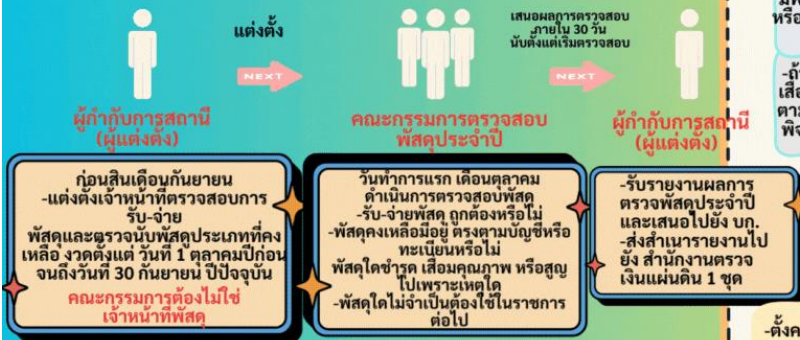 แต่งตั้ง
NEXT
ผู้กำกับการสถานี
(ผู้แต่งตั้ง)
ก่อนสิ้นเดือนกันยายน
-แต่งตั้งเจ้าหน้าที่ตรวจสอบการ
รับ-จ่าย
พัสดุและตรวจนับพัสดุประเภทที่คง
เหลือ งวดตั้งแต่ วันที่ 1 ตุลาคมปีก่อน
จนถึงวันที่ 30 กันยายน ปีปัจจุบัน
คณะกรรมการต้องไม่ใช่
เจ้าหน้าที่พัสดุ
คณะกรรมการตรวจสอบ
พัสดุประจำปี
วันทำการแรก เดือนตุลาคม
ดำเนินการตรวจสอบพัสดุ
-รับ-จ่ายพัสดุ ถูกต้องหรือไม่
-พัสดุคงเหลือมีอยู่ ตรงตามบัญชีหรือ
ทะเบียนหรือไม่
พัสดุใดชำรุด เสื่อมคุณภาพ หรือสูญ
ไปเพราะเหตุใด
-พัสดุใดไม่จำเป็นต้องใช้ในราชการ
ต่อไป
เสนอผลการตรวจสอบ
ภายใน 30 วัน
นับตั้งแต่เริ่มตรวจสอบ
NEXT
ผู้กำกับการสถานี
(ผู้แต่งตั้ง)
-รับรายงานผลการ
ตรวจพัสดุประจำปี
และเสนอไปยัง บก.
-ส่งสำเนารายงานไป
ยัง สำนักงานตรวจ
เงินแผ่นดิน 1 ชุด
หรือ
-ถ้
เสื่อ
ตาม
พิจ
-ตั้งค